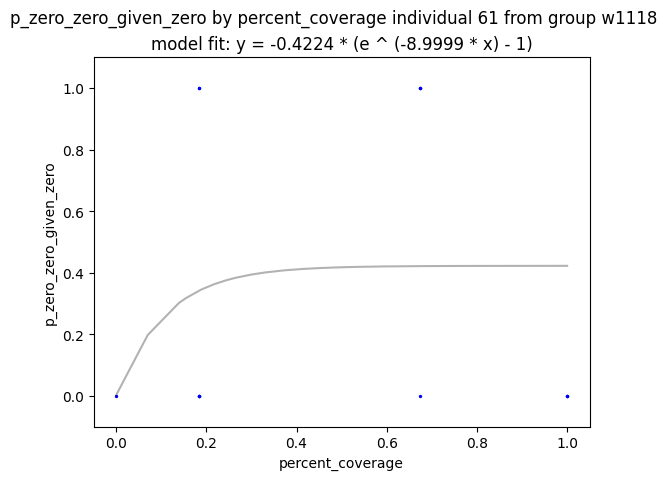 p_zero_zero_given_zero by percent_coverage individual 61 from group w1118
model fit: y = -0.4224 * (e ^ (-8.9999 * x) - 1)
1.0
0.8
0.6
0.4
0.2
0.0
p_zero_zero_given_zero
0.0 0.2 0.4 0.6 0.8 1.0
percent_coverage